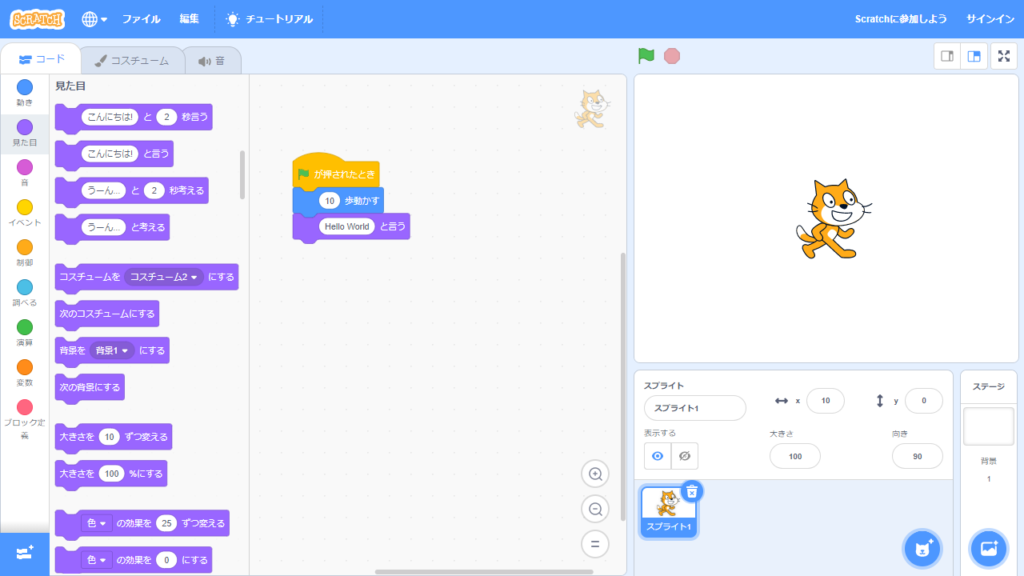 SCRATCH ファイル 編集 チュートリアル Scratchに参加しよう サインイン
コード コスチューム 音
動き
見た目
音
イベント
制御
調べる
演算
変数
ブロック定義
見た目
こんにちは! と 2 秒言う
こんにちは! と言う
うーん... と 2 秒考える
うーん... と考える
コスチュームを コスチューム2 にする
次のコスチュームにする
背景を 背景1 にする
次の背景にする
大きさを 10 ずつ変える
大きさを 100 %にする
色 の効果を 25 ずつ変える
色 の効果を 0 にする
が押されたとき
10 歩動かす
Hello World と言う
スプライト
スプライト1 x 10 y 0
表示する 大きさ 向き
100 90
スプライト1
ステージ
背景
1